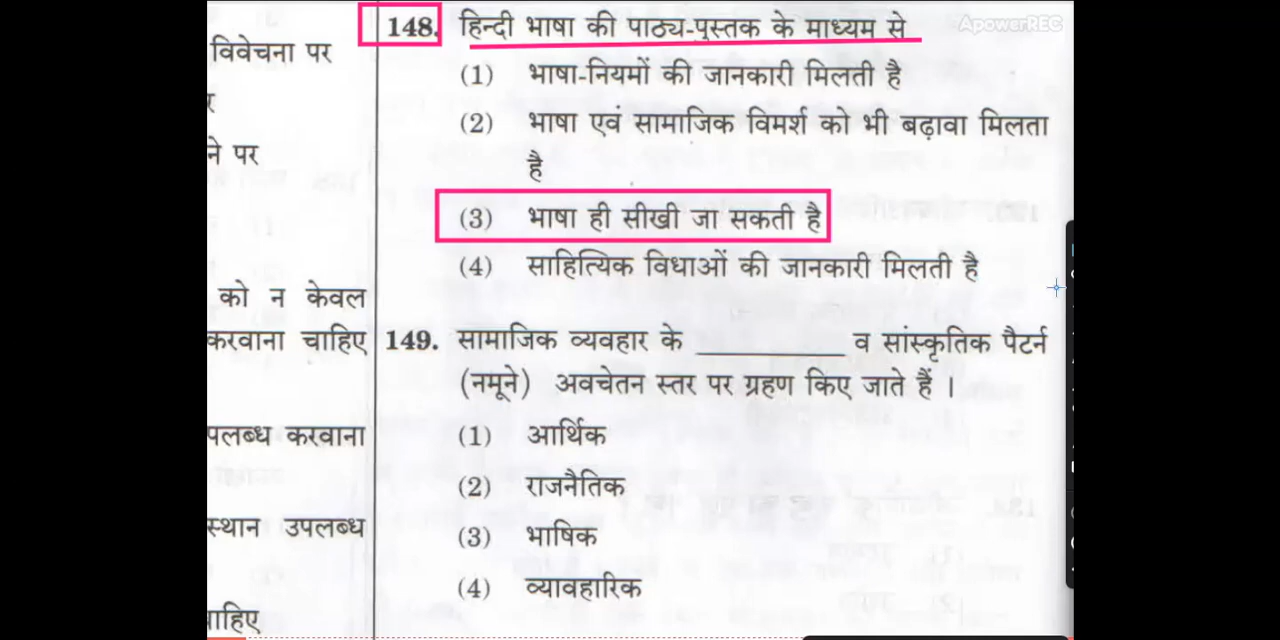 ApowerREC
विवेचना पर
ने पर
को न केवल
करवाना चाहिए
पलब्ध करवाना
स्थान उपलब्ध
148. हिन्दी भाषा की पाठ्य-पुस्तक के माध्यम से
(1) भाषा-नियमों की जानकारी मिलती है
(2) भाषा एवं सामाजिक विमर्श को भी बढ़ावा मिलता
है
(3) भाषा ही सीखी जा सकती है
(4) साहित्यिक विधाओं की जानकारी मिलती है
149. सामाजिक व्यवहार के __________ व सांस्कृतिक पैटर्न
(नमूने) अवचेतन स्तर पर ग्रहण किए जाते हैं ।
(1) आर्थिक
(2) राजनैतिक
(3) भाषिक
(4) व्यावहारिक